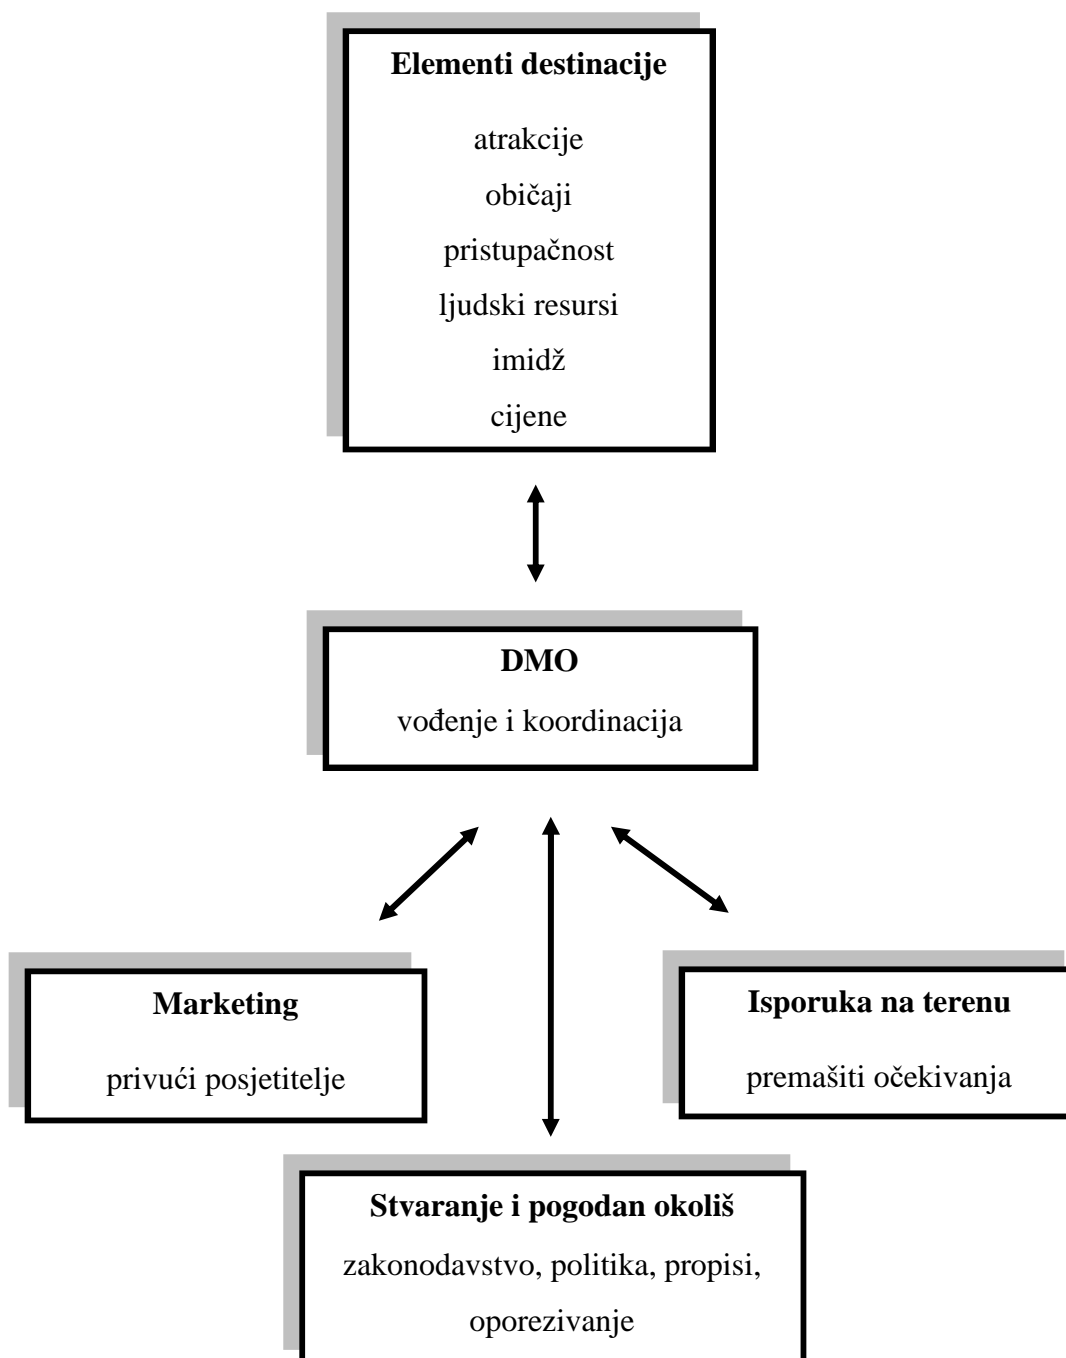 Elementi destinacije
atrakcije
običaji
pristupačnost
ljudski resursi
imidž
cijene
DMO
vođenje i koordinacija
Marketing
privući posjetitelje
Isporuka na terenu
premašiti očekivanja
Stvaranje i pogodan okoliš
zakonodavstvo, politika, propisi,
oporezivanje